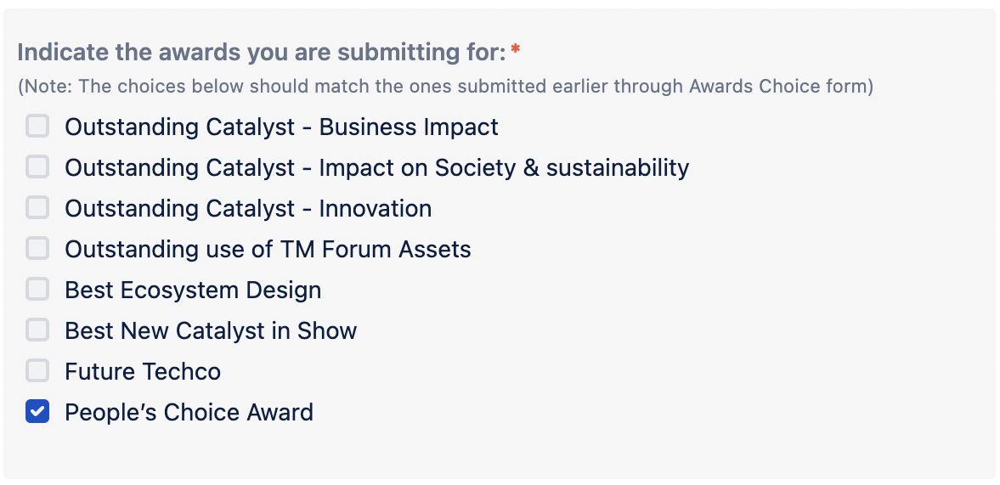 Indicate the awards you are submitting for:*
(Note: The choices below should match the ones submitted earlier through Awards Choice form)
Outstanding Catalyst - Business Impact
Outstanding Catalyst - Impact on Society & sustainability
Outstanding Catalyst - Innovation
Outstanding use of TM Forum Assets
Best Ecosystem Design
Best New Catalyst in Show
Future Techco
People’s Choice Award